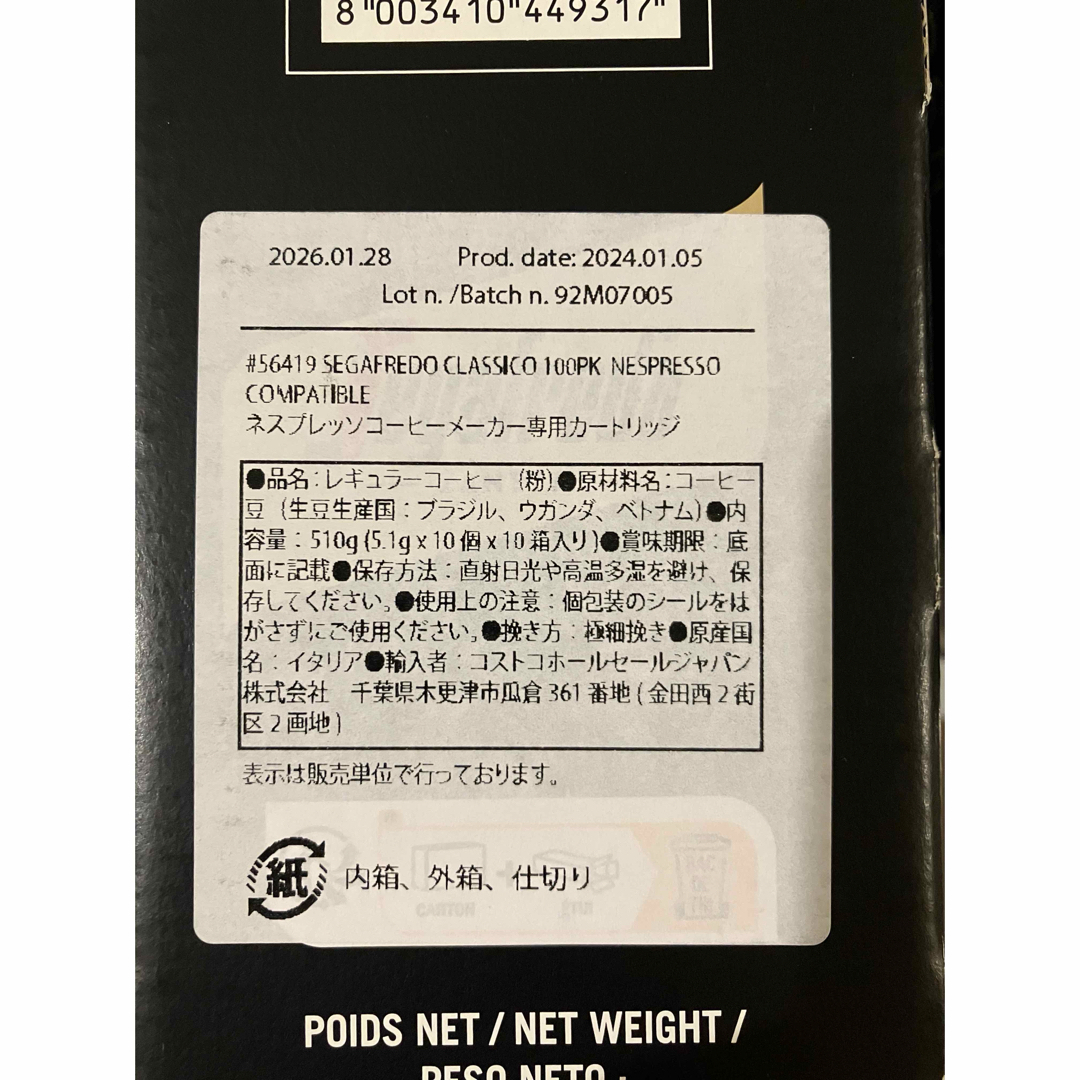 8 "003410"449317"
2026.01.28 Prod. date: 2024.01.05
Lot n. /Batch n. 92M07005
#56419 SEGAFREDO CLASSICO 100PK NESPRESSO
COMPATIBLE
ネスプレッソコーヒーメーカー専用カートリッジ
●品名：レギュラーコーヒー （粉）●原材料名：コーヒー
豆（生豆生産国：ブラジル、ウガンダ、ベトナム）●内
容量：510g (5.1g x 10 個 x 10 箱入り)●賞味期限：底
面に記載●保存方法：直射日光や高温多湿を避け、保
存してください。●使用上の注意：個包装のシールをは
がさずにご使用ください。●挽き方：極細挽き●原産国
名：イタリア●輸入者：コストコホールセールジャパン
株式会社 千葉県木更津市瓜倉 361 番地 ( 金田西 2 街
区 2 画地 )
表示は販売単位で行っております。
紙 内箱、外箱、仕切り
CARTON
BAC DE TRI
POIDS NET / NET WEIGHT /
PESO NETO :